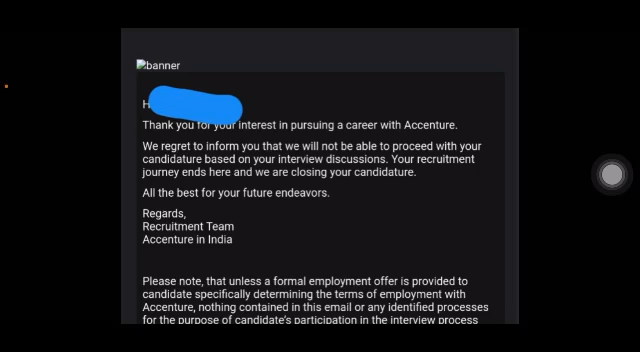 banner
H
Thank you for your interest in pursuing a career with Accenture.
We regret to inform you that we will not be able to proceed with your
candidature based on your interview discussions. Your recruitment
journey ends here and we are closing your candidature.
All the best for your future endeavors.
Regards,
Recruitment Team
Accenture in India
Please note, that unless a formal employment offer is provided to
candidate specifically determining the terms of employment with
Accenture, nothing contained in this email or any identified processes
for the purpose of candidate's participation in the interview process